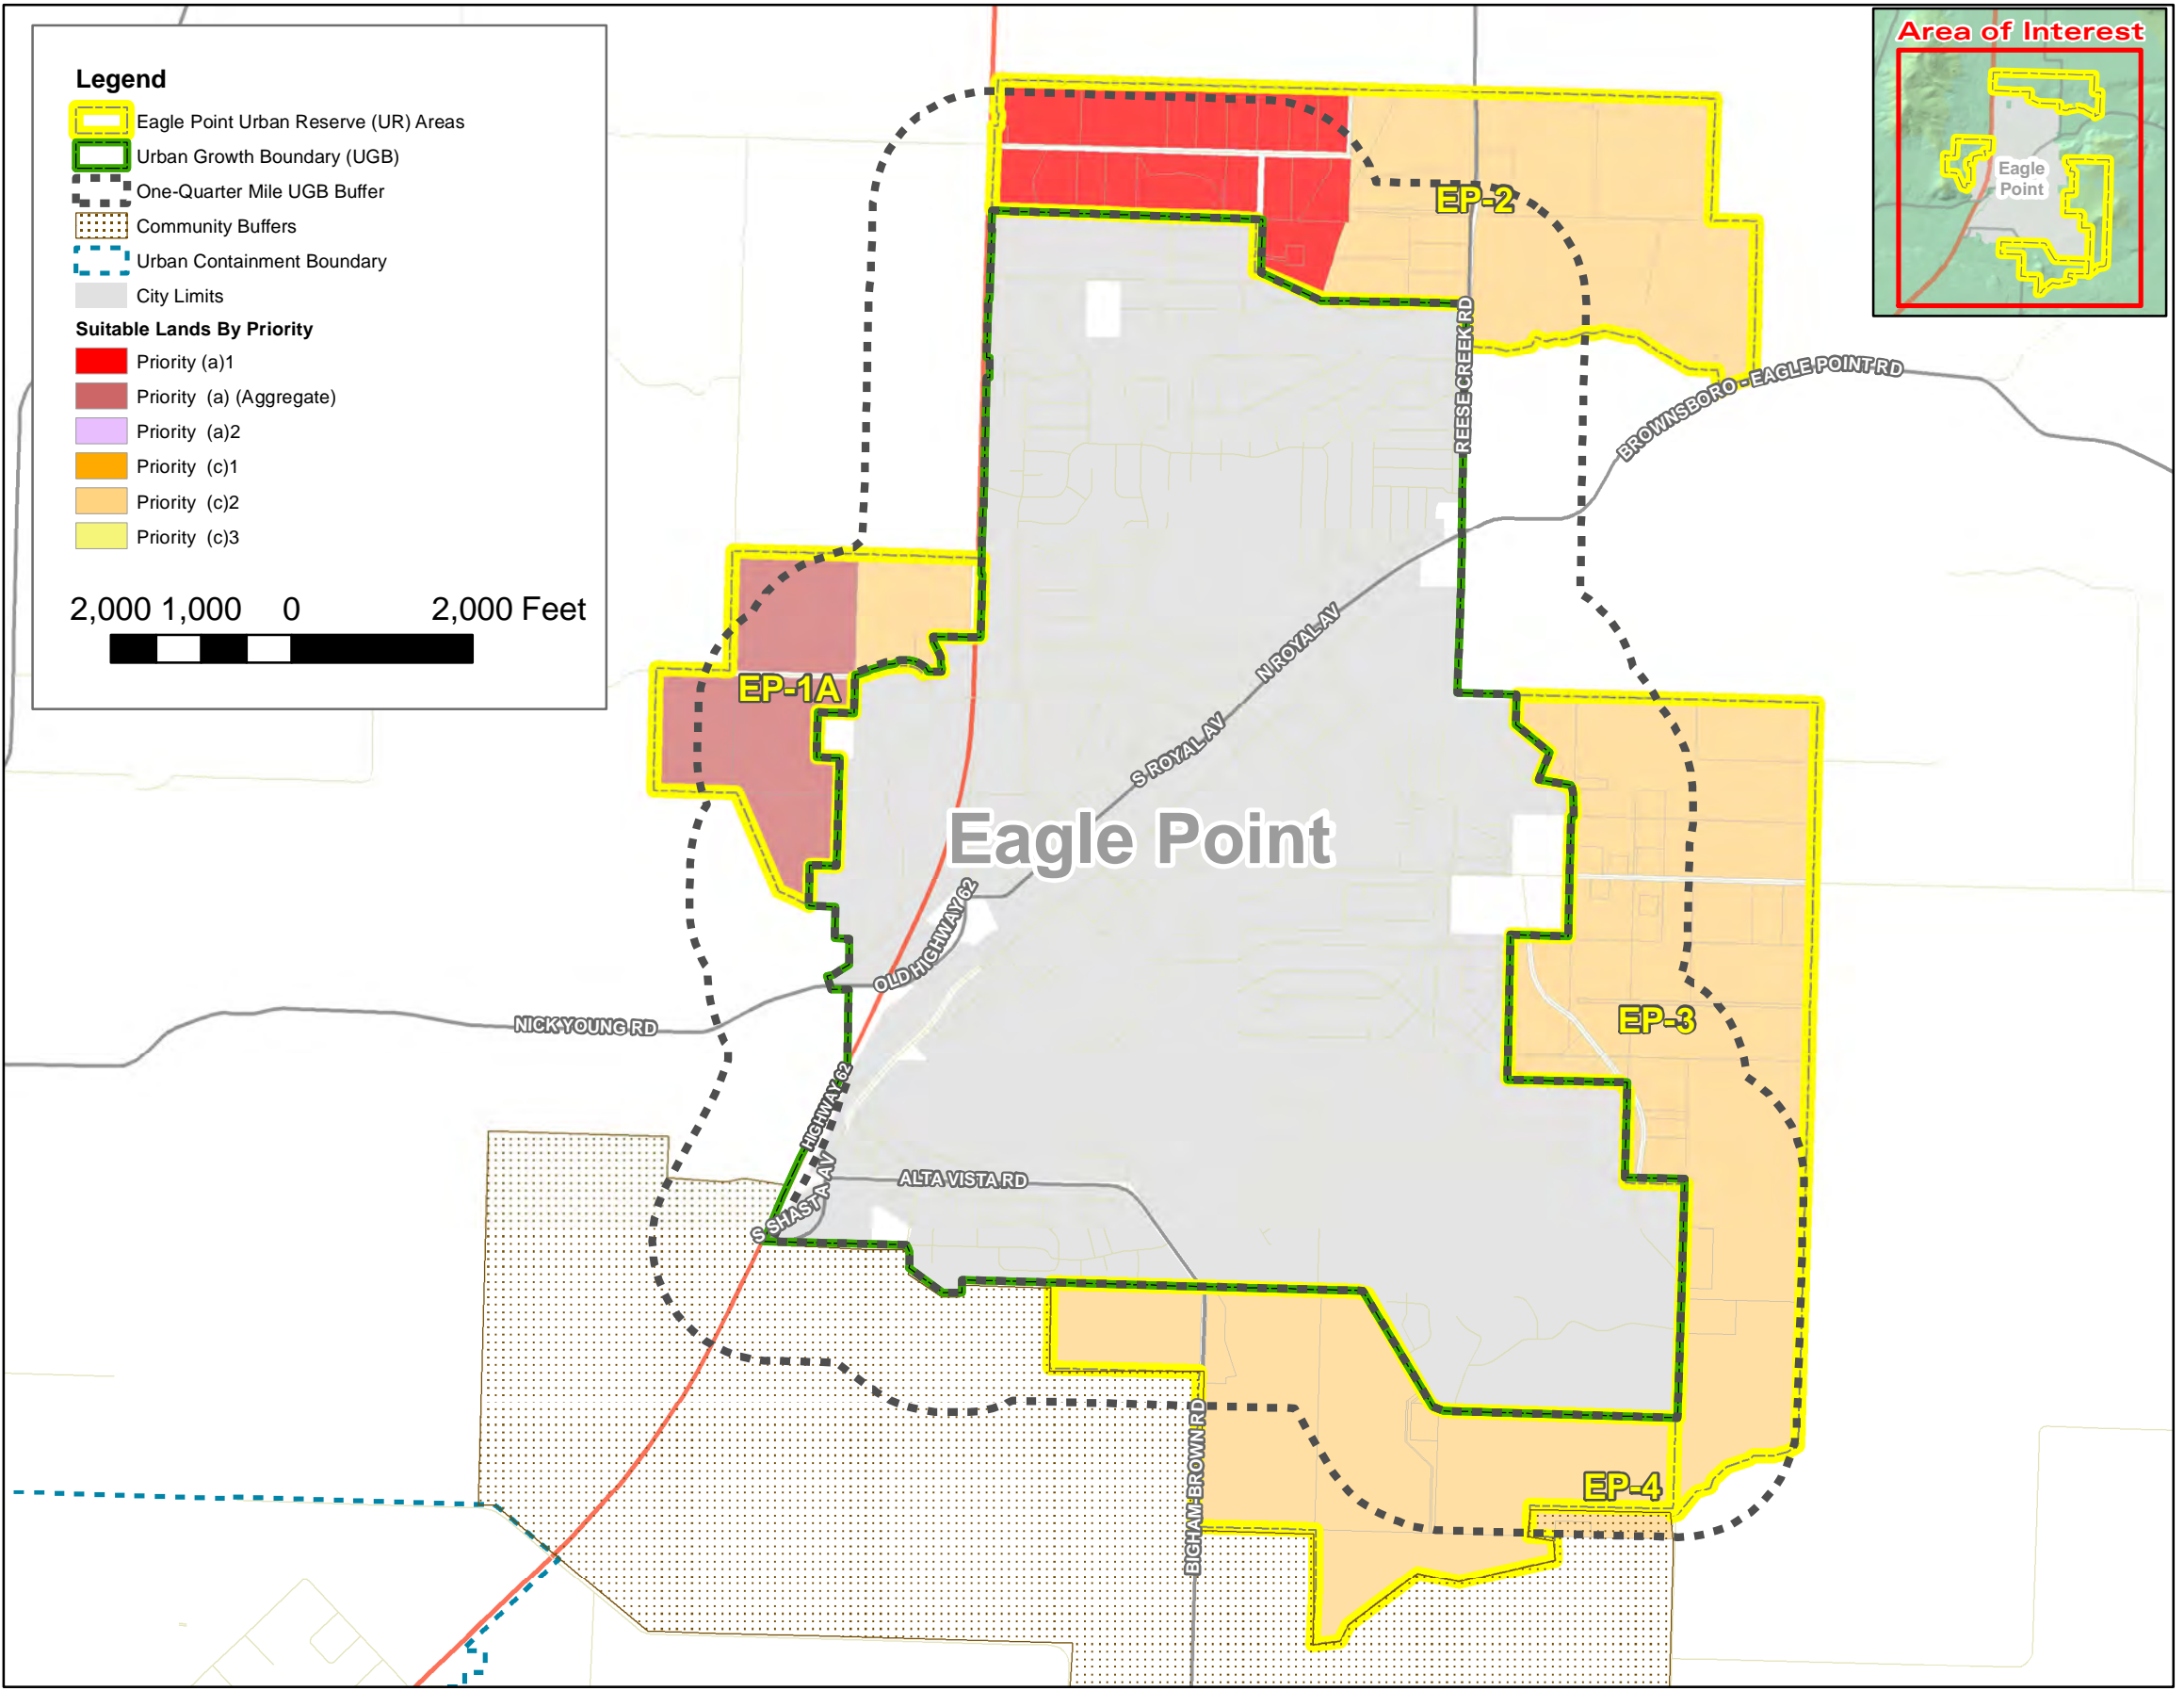 Legend
Eagle Point Urban Reserve (UR) Areas
Urban Growth Boundary (UGB)
One-Quarter Mile UGB Buffer
Community Buffers
Urban Containment Boundary
City Limits
Suitable Lands By Priority
Priority (a)1
Priority (a) (Aggregate)
Priority (a)2
Priority (c)1
Priority (c)2
Priority (c)3
2,000 1,000 0 2,000 Feet
Area of Interest
Eagle
Point
EP-2
REESE CREEK RD
BROWNSBORO - EAGLE POINT RD
EP-1A
N ROYAL AV
S ROYAL AV
Eagle Point
OLD HIGHWAY 62
NICK YOUNG RD
EP-3
HIGHWAY 62
S SHASTA AV
ALTA VISTA RD
BIGHAM-BROWN RD
EP-4